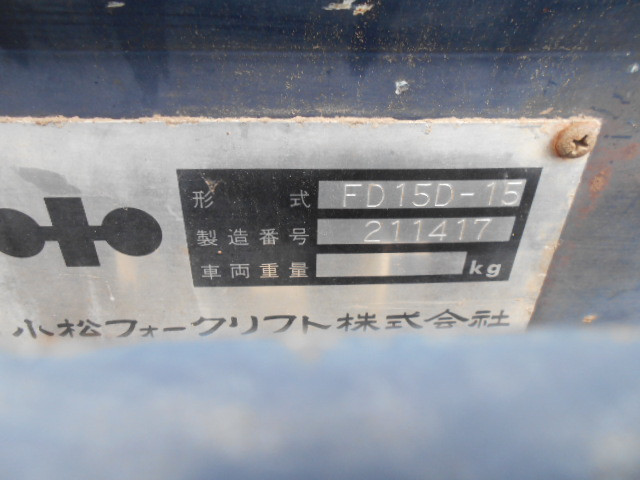 形式 FD15D-15
製造番号 211417
車両重量 kg
小松フォークリフト株式会社